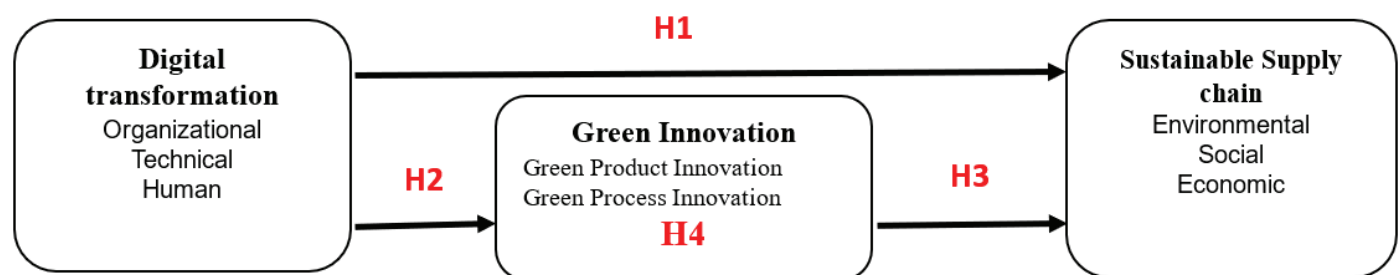 H1
Digital
transformation
Organizational
Technical
Human
H2
Green Innovation
Green Product Innovation
Green Process Innovation
H4
H3
Sustainable Supply
chain
Environmental
Social
Economic